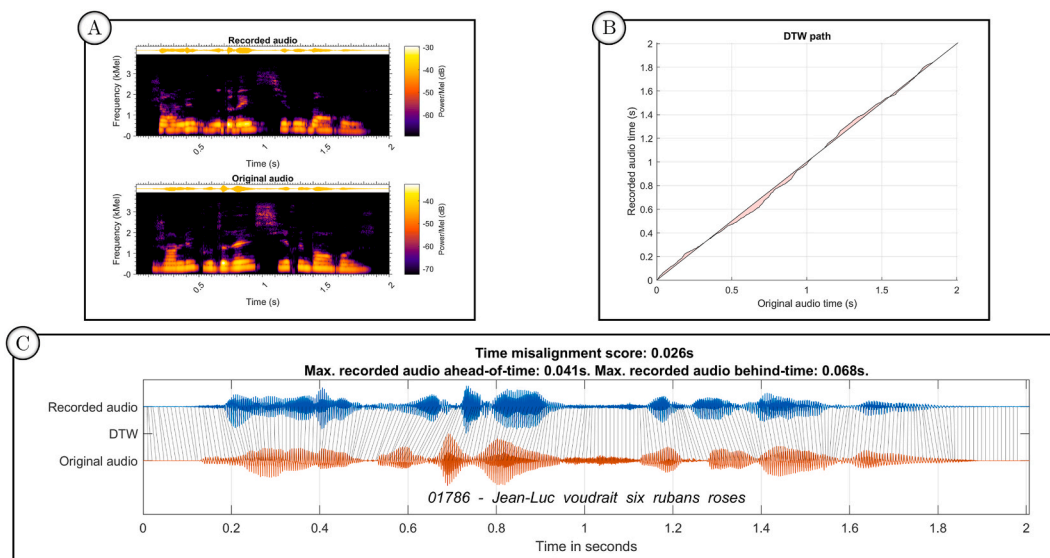 A
Recorded audio
Frequency (kMel)
3
2
1
-0
0.5
1
1.5
2
Time (s)
-30
-40
-50
-60
Power/Mel (dB)
Original audio
Frequency (kMel)
3
2
1
-0
0.5
1
1.5
2
Time (s)
-40
-50
-60
-70
Power/Mel (dB)
B
DTW path
Recorded audio time (s)
2
1.8
1.6
1.4
1.2
1
0.8
0.6
0.4
0.2
0
0 0.5 1 1.5 2
Original audio time (s)
C
Time misalignment score: 0.026s
Max. recorded audio ahead-of-time: 0.041s. Max. recorded audio behind-time: 0.068s.
Recorded audio
DTW
Original audio
01786 - Jean-Luc voudrait six rubans roses
0 0.2 0.4 0.6 0.8 1 1.2 1.4 1.6 1.8 2
Time in seconds